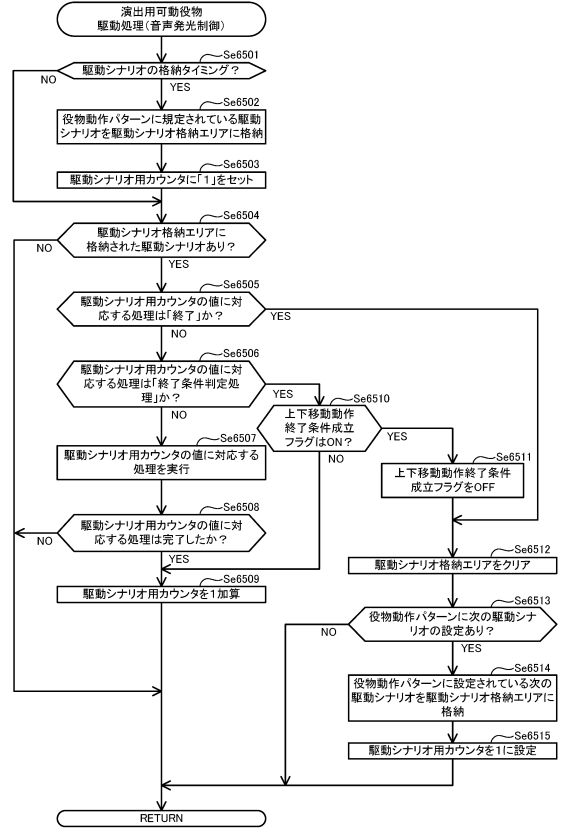 演出用可動役物
駆動処理（音声発光制御）
Se6501
駆動シナリオの格納タイミング？
NO
YES
Se6502
役物動作パターンに規定されている駆動
シナリオを駆動シナリオ格納エリアに格納
Se6503
駆動シナリオ用カウンタに「１」をセット
Se6504
駆動シナリオ格納エリアに
格納された駆動シナリオあり？
NO
YES
Se6505
駆動シナリオ用カウンタの値に対
応する処理は「終了」か？
YES
NO
Se6506
駆動シナリオ用カウンタの値に対
応する処理は「終了条件判定処
理」か？
YES
NO
Se6510
上下移動動作
終了条件成立
フラグはON？
YES
NO
Se6507
駆動シナリオ用カウンタの値に対応する
処理を実行
Se6511
上下移動動作終了条件
成立フラグをOFF
Se6508
駆動シナリオ用カウンタの値に対
応する処理は完了したか？
NO
YES
Se6509
駆動シナリオ用カウンタを１加算
Se6512
駆動シナリオ格納エリアをクリア
Se6513
役物動作パターンに次の駆動シナ
リオの設定あり？
NO
YES
Se6514
役物動作パターンに設定されている次の
駆動シナリオを駆動シナリオ格納エリアに
格納
Se6515
駆動シナリオ用カウンタを１に設定
RETURN